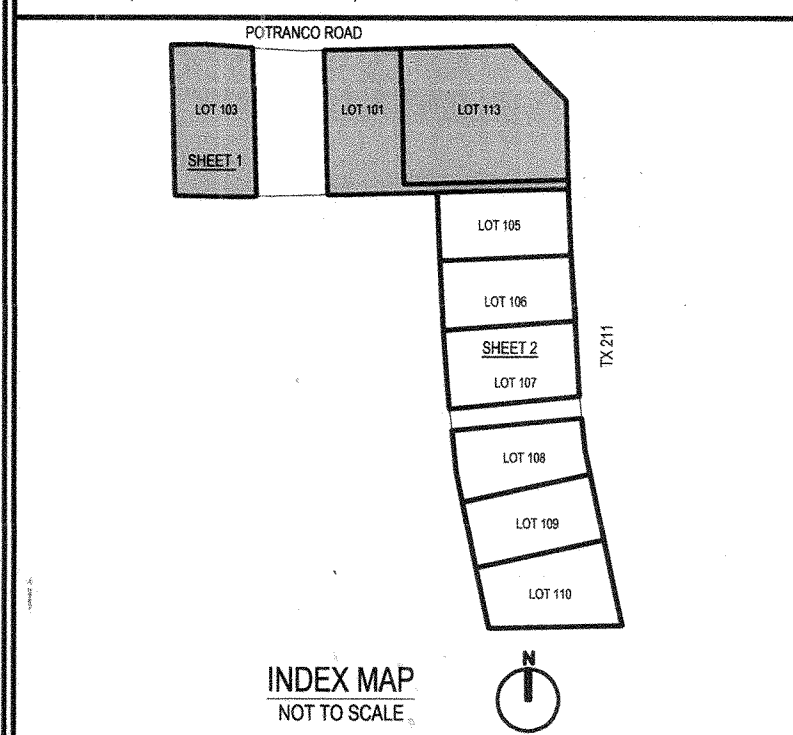 POTRANCO ROAD
LOT 103
LOT 101
LOT 113
SHEET 1
LOT 105
LOT 106
SHEET 2
TX 211
LOT 107
LOT 108
LOT 109
LOT 110
INDEX MAP
NOT TO SCALE
N